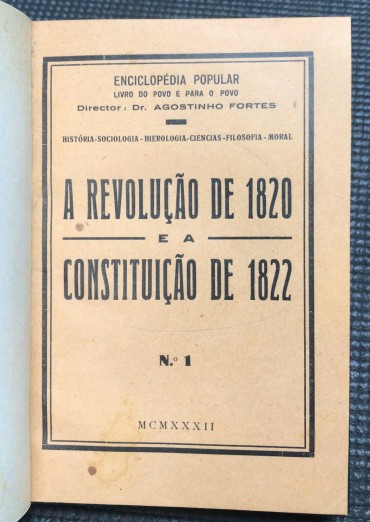 ENCICLOPÉDIA POPULAR
LIVRO DO POVO E PARA O POVO
Director: Dr. AGOSTINHO FORTES
HISTÓRIA-SOCIOLOGIA-HIEROLOGIA-CIENCIAS-FILOSOFIA-MORAL
A REVOLUÇÃO DE 1820
E A
CONSTITUIÇÃO DE 1822
N.º 1
MCMXXXII